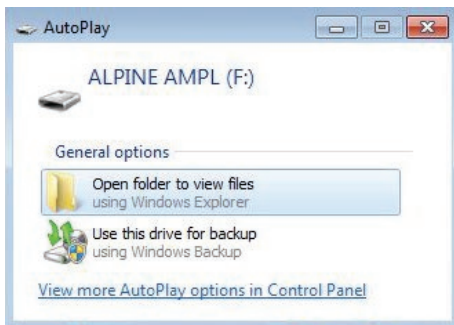 AutoPlay
ALPINE AMPL (F:)
General options
Open folder to view files
using Windows Explorer
Use this drive for backup
using Windows Backup
View more AutoPlay options in Control Panel